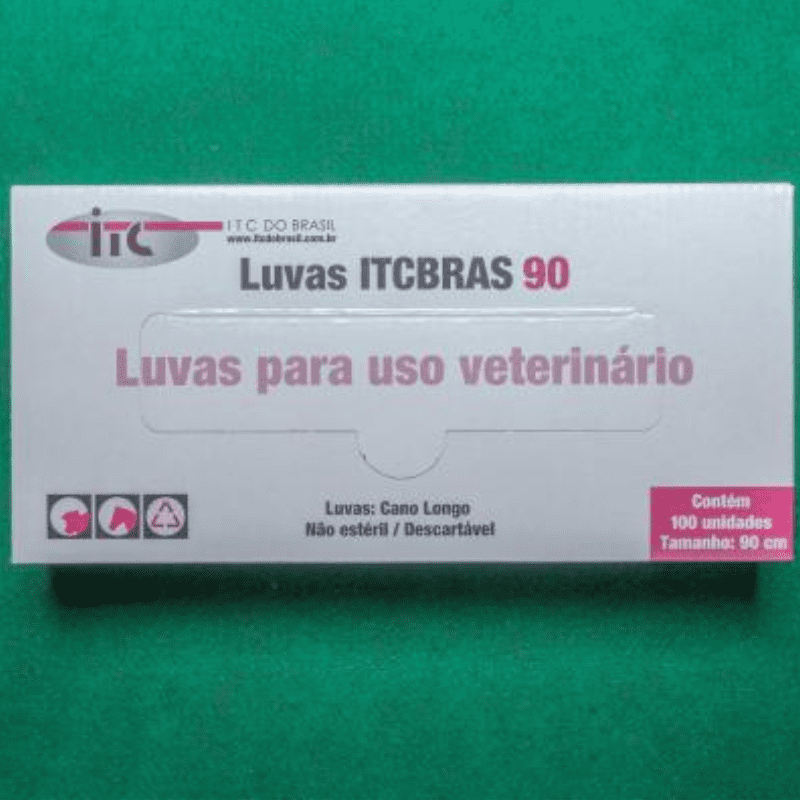 iTC
ITC DO BRASIL
www.itcdobrasil.com.br
Luvas ITCBRAS 90
Luvas para uso veterinário
Luvas: Cano Longo
Não estéril / Descartável
Contém
100 unidades
Tamanho: 90 cm